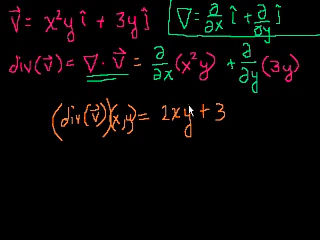 v⃗ = x²y î + 3y ĵ   ∇ = ∂/∂x î + ∂/∂y ĵ
div(v⃗) = ∇ · v⃗ = ∂/∂x (x²y) + ∂/∂y (3y)
(div(v⃗))(x,y) = 2xy + 3